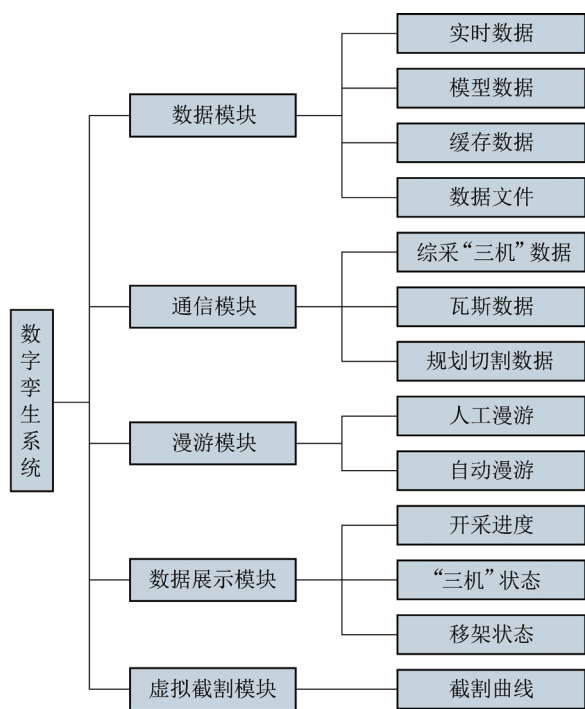 数字孪生系统
数据模块
实时数据
模型数据
缓存数据
数据文件
通信模块
综采“三机”数据
瓦斯数据
规划切割数据
漫游模块
人工漫游
自动漫游
数据展示模块
开采进度
“三机”状态
移架状态
虚拟截割模块
截割曲线